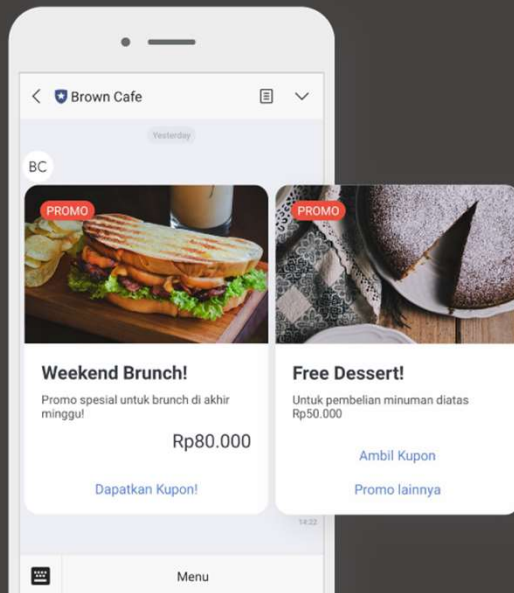 Brown Cafe
Yesterday
BC
PROMO
Weekend Brunch!
Promo spesial untuk brunch di akhir
minggu!
Rp80.000
Dapatkan Kupon!
PROMO
Free Dessert!
Untuk pembelian minuman diatas
Rp50.000
Ambil Kupon
Promo lainnya
14:22
Menu